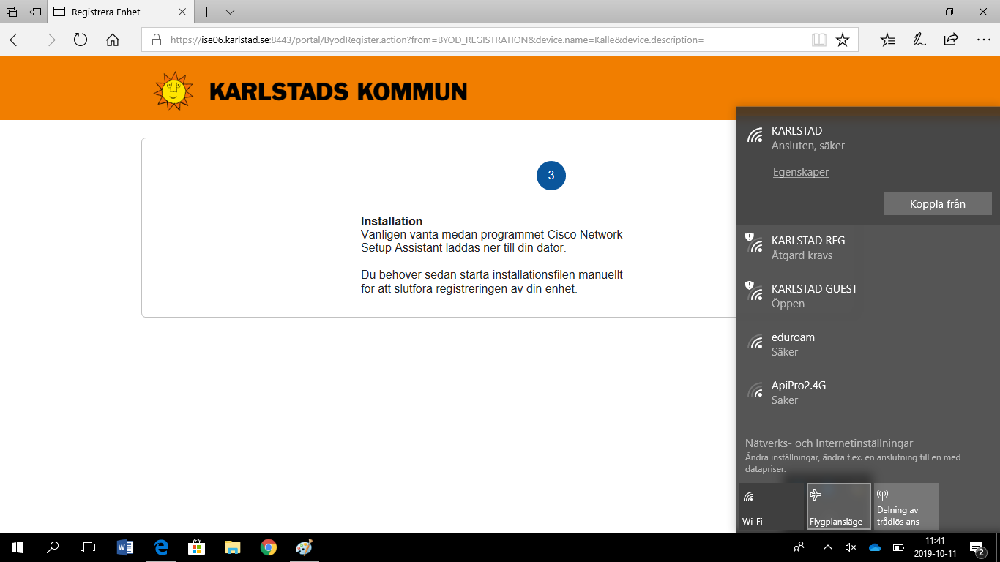 Registrera Enhet
https://ise06.karlstad.se:8443/portal/ByodRegister.action?from=BYOD_REGISTRATION&device.name=Kalle&device.description=
KARLSTADS KOMMUN
3
Installation
Vänligen vänta medan programmet Cisco Network
Setup Assistant laddas ner till din dator.
Du behöver sedan starta installationsfilen manuellt
för att slutföra registreringen av din enhet.
KARLSTAD
Ansluten, säker
Egenskaper
Koppla från
KARLSTAD REG
Åtgärd krävs
KARLSTAD GUEST
Öppen
eduroam
Säker
ApiPro2.4G
Säker
Nätverks- och Internetinställningar
Ändra inställningar, ändra t.ex. en anslutning till en med
datapriser.
Wi-Fi
Flygplansläge
Delning av
trådlös ans
11:41
2019-10-11
2